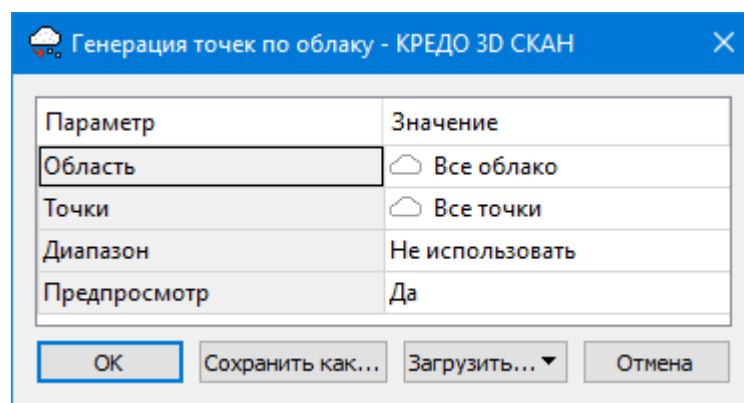 Генерация точек по облаку - КРЕДО 3D СКАН
Параметр Значение
Область Все облако
Точки Все точки
Диапазон Не использовать
Предпросмотр Да
OK Сохранить как... Загрузить... Отмена